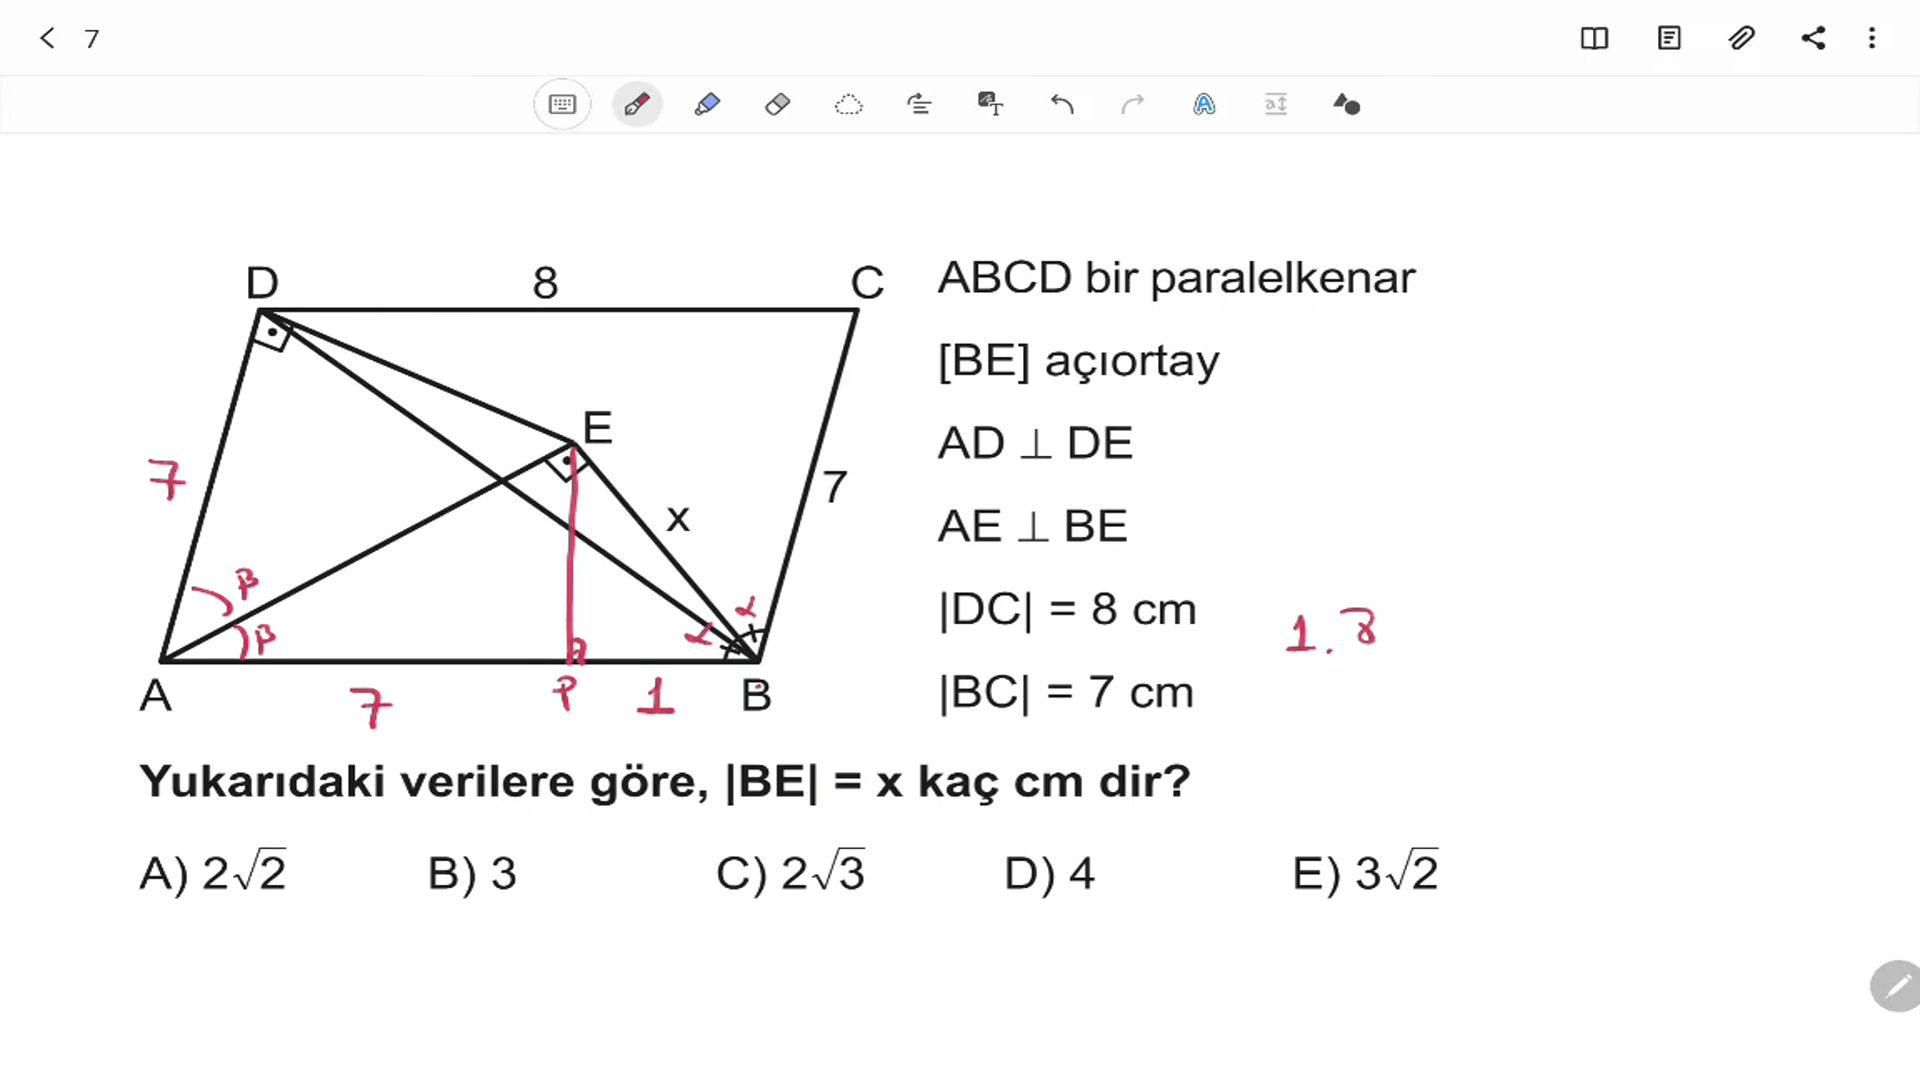 7
D 8 C
E
7
7
x
β
β
α
α
A 7 P 1 B
ABCD bir paralelkenar
[BE] açıortay
AD ⊥ DE
AE ⊥ BE
|DC| = 8 cm
1.8
|BC| = 7 cm
Yukarıdaki verilere göre, |BE| = x kaç cm dir?
A) 2√2 B) 3 C) 2√3 D) 4 E) 3√2